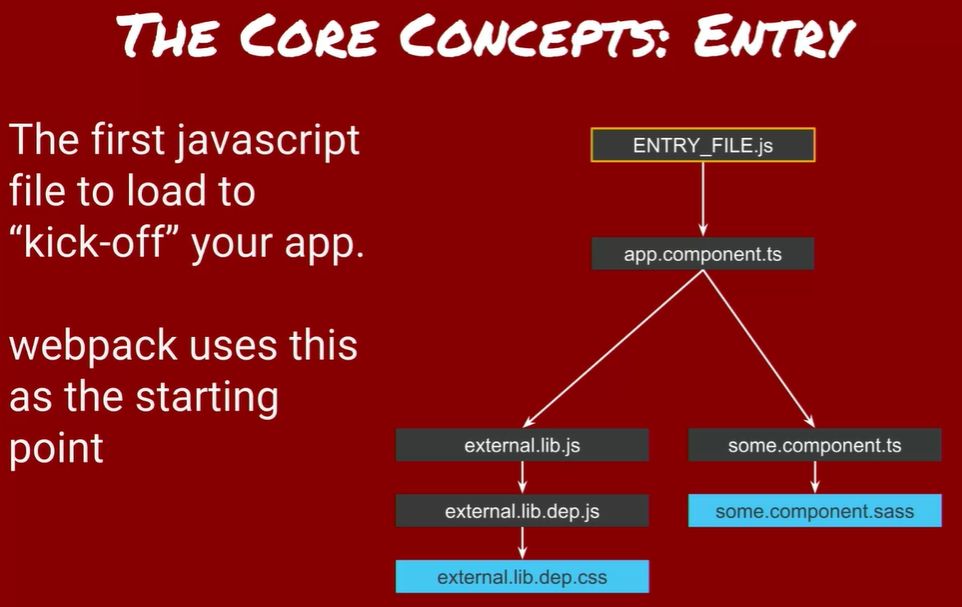 The Core Concepts: Entry
The first javascript
file to load to
“kick-off” your app.
webpack uses this
as the starting
point
ENTRY_FILE.js
app.component.ts
external.lib.js
some.component.ts
external.lib.dep.js
some.component.sass
external.lib.dep.css